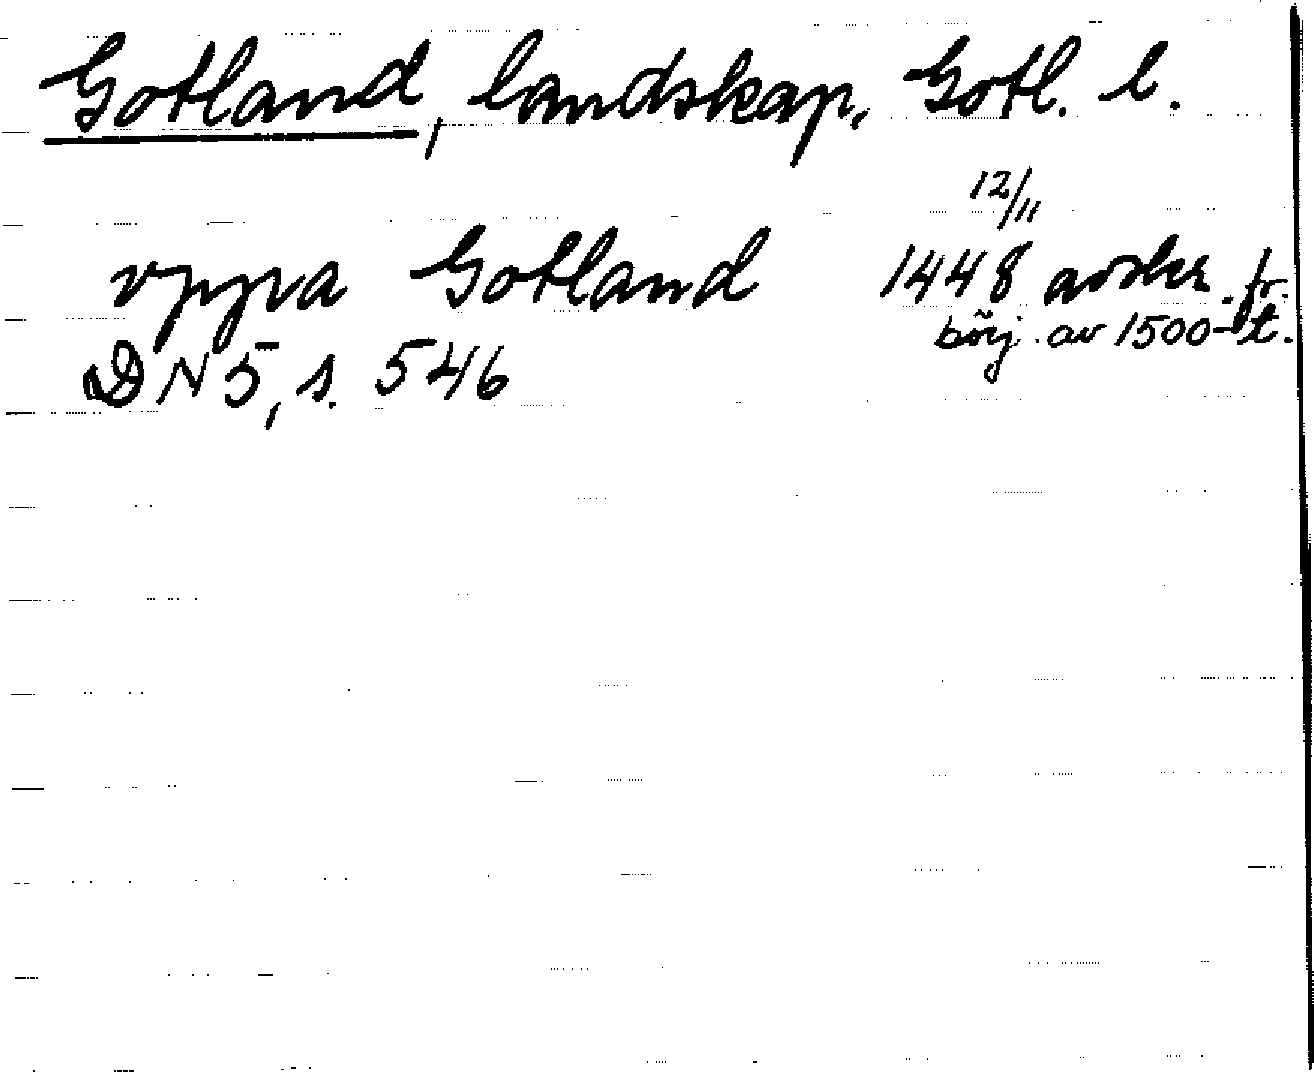 Gotland, landskap, Gotl. l.
vppa Gotland 12/11 1448 avskr. fr.
börj. av 1500-t.
DN 5, s. 546